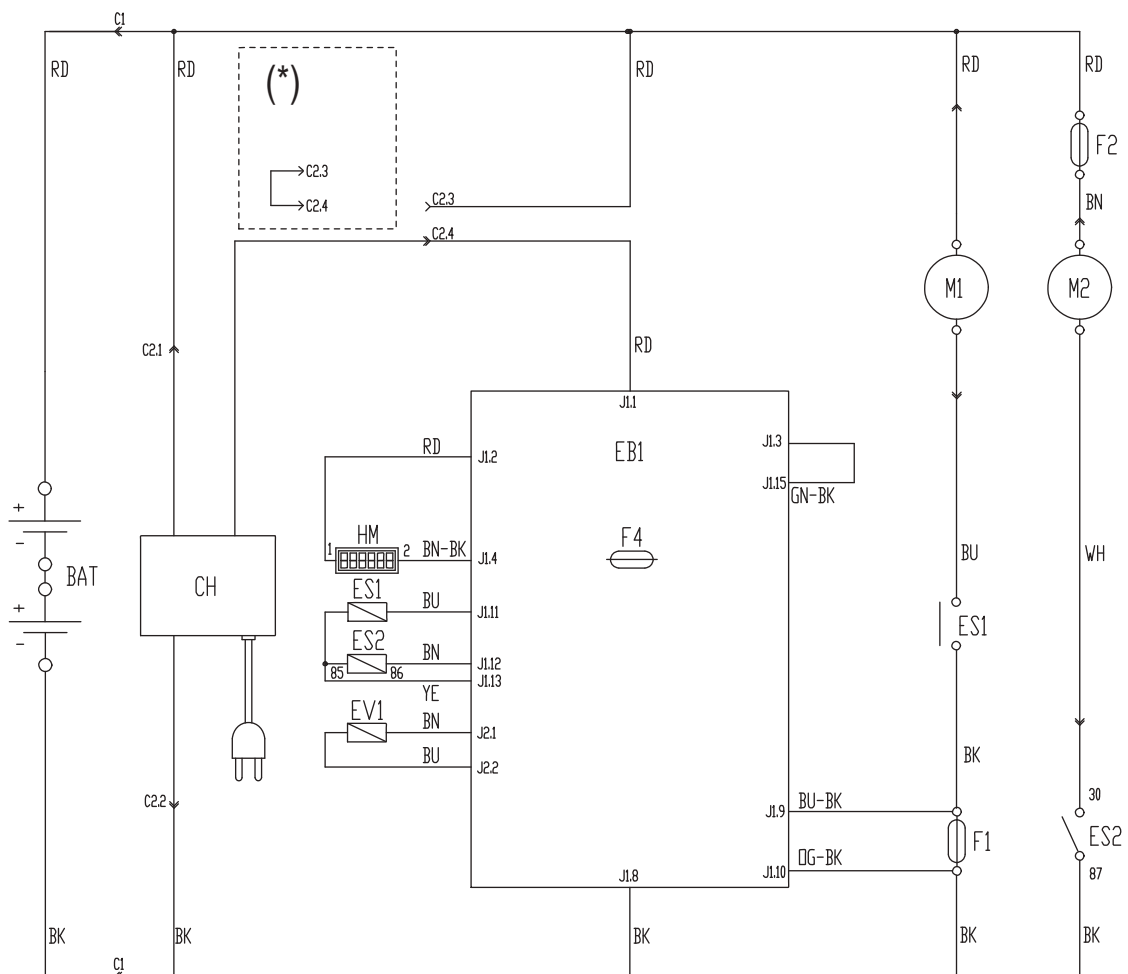 C1
RD
RD
RD
RD
RD
(*)
F2
C2.3
C2.4
C2.3
BN
C2.4
M1
M2
C2.1
RD
J1.1
J1.3
RD
EB1
J1.2
J1.15
GN-BK
+
HM
F4
-
1
2
BN-BK
J1.4
BU
WH
BAT
CH
ES1
BU
+
J1.11
ES1
ES2
-
BN
85
86
J1.12
J1.13
YE
EV1
BN
J2.1
BU
J2.2
BK
C2.2
BU-BK
30
J1.9
ES2
F1
OG-BK
J1.10
J1.8
87
BK
BK
BK
BK
BK
C1